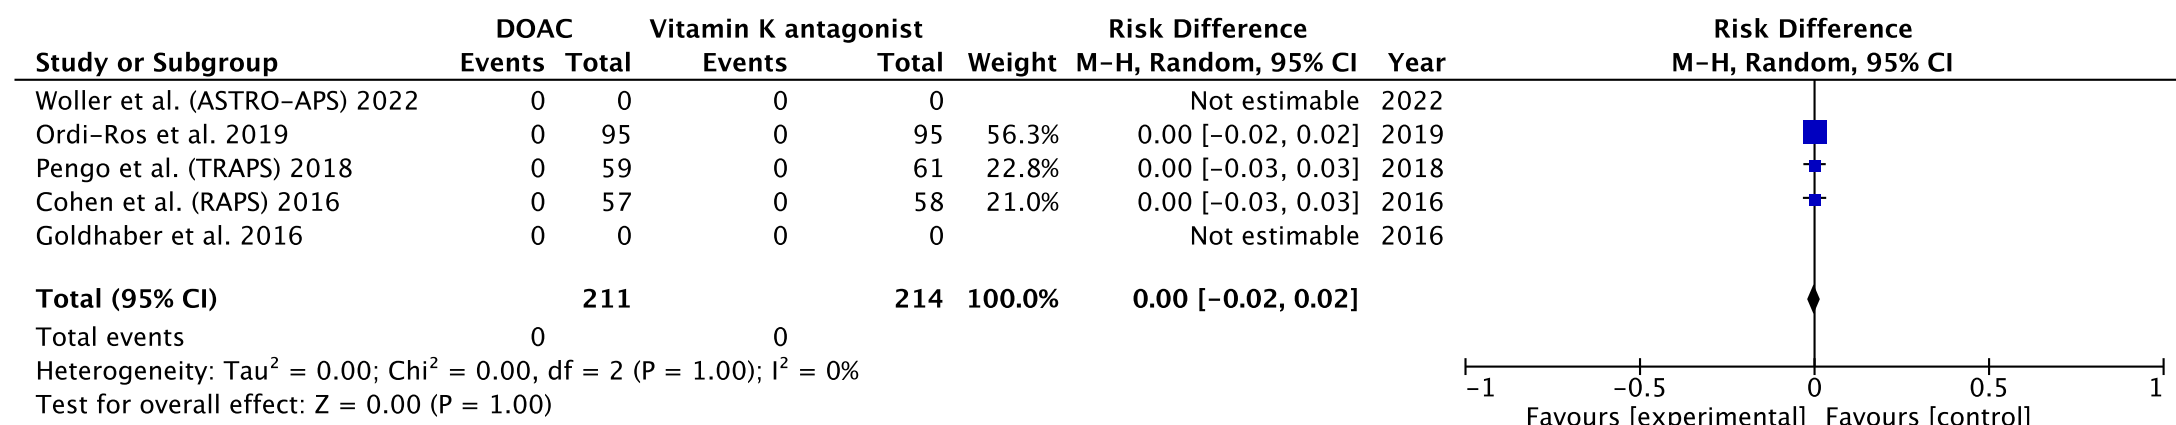 DOAC Vitamin K antagonist Risk Difference Risk Difference
Study or Subgroup Events Total Events Total Weight M-H, Random, 95% CI Year M-H, Random, 95% CI
Woller et al. (ASTRO-APS) 2022 0 0 0 0 Not estimable 2022
Ordi-Ros et al. 2019 0 95 0 95 56.3% 0.00 [-0.02, 0.02] 2019
Pengo et al. (TRAPS) 2018 0 59 0 61 22.8% 0.00 [-0.03, 0.03] 2018
Cohen et al. (RAPS) 2016 0 57 0 58 21.0% 0.00 [-0.03, 0.03] 2016
Goldhaber et al. 2016 0 0 0 0 Not estimable 2016
Total (95% CI) 211 214 100.0% 0.00 [-0.02, 0.02]
Total events 0 0
Heterogeneity: Tau² = 0.00; Chi² = 0.00, df = 2 (P = 1.00); I² = 0%
Test for overall effect: Z = 0.00 (P = 1.00)
-1 -0.5 0 0.5 1
Favours [experimental] Favours [control]